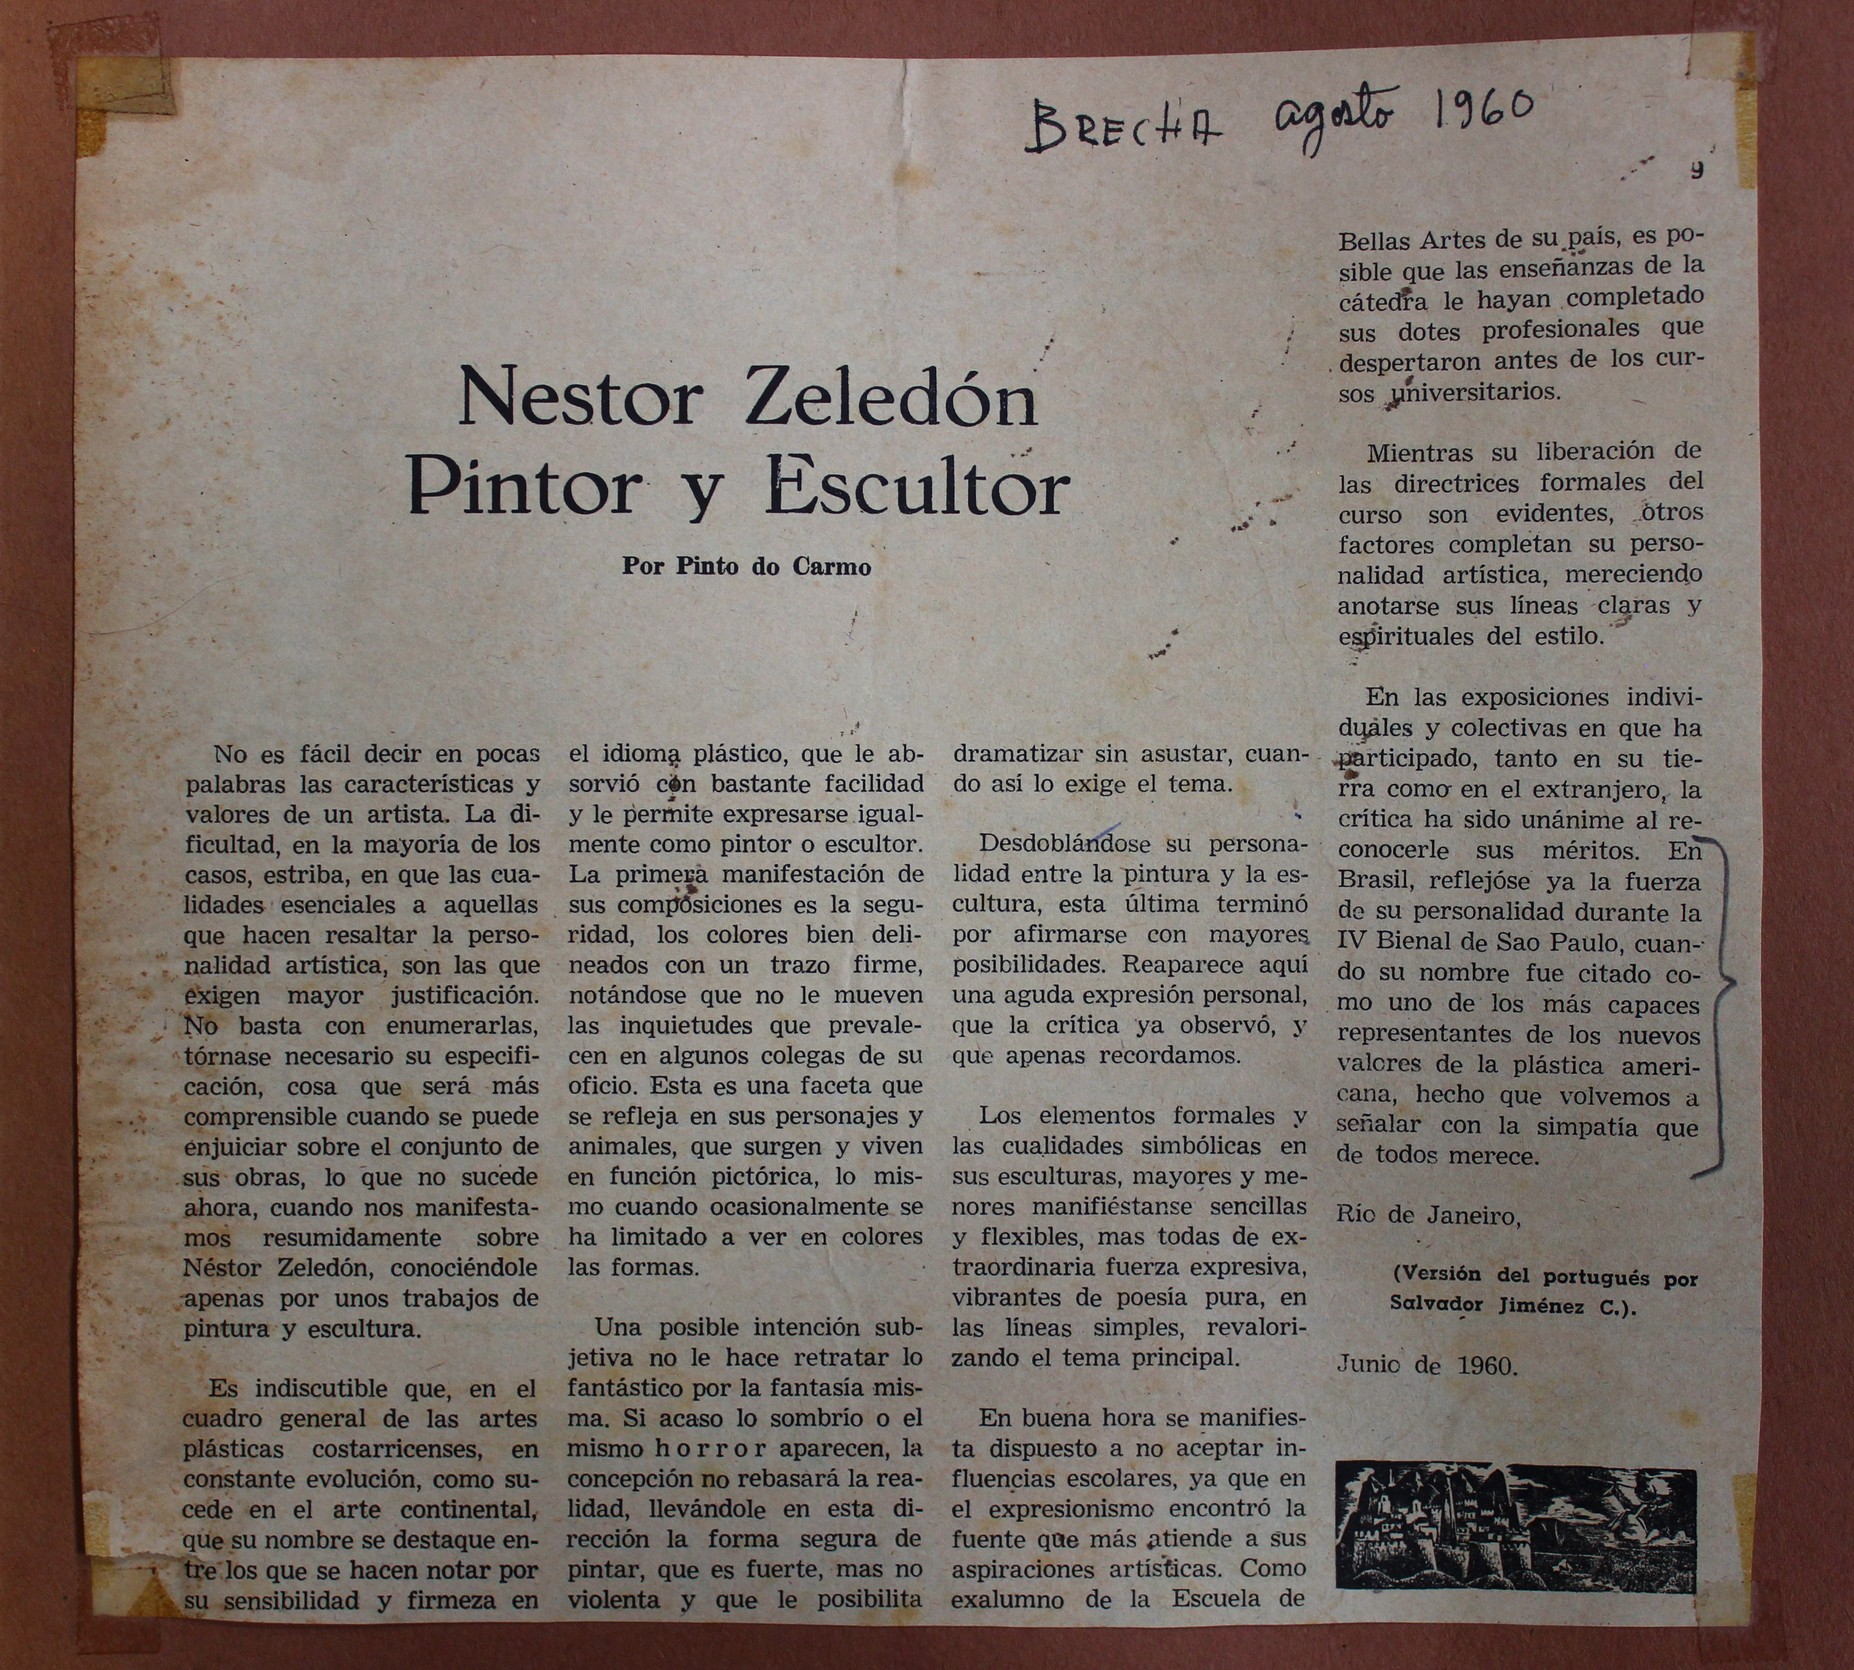 BRECHA agosto 1960
9
Nestor Zeledón
Pintor y Escultor
Por Pinto do Carmo
No es fácil decir en pocas
palabras las características y
valores de un artista. La di-
ficultad, en la mayoría de los
casos, estriba, en que las cua-
lidades esenciales a aquellas
que hacen resaltar la perso-
nalidad artística, son las que
exigen mayor justificación.
No basta con enumerarlas,
tórnase necesario su especifi-
cación, cosa que será más
comprensible cuando se puede
enjuiciar sobre el conjunto de
sus obras, lo que no sucede
ahora, cuando nos manifesta-
mos resumidamente sobre
Néstor Zeledón, conociéndole
apenas por unos trabajos de
pintura y escultura.
Es indiscutible que, en el
cuadro general de las artes
plásticas costarricenses, en
constante evolución, como su-
cede en el arte continental,
que su nombre se destaque en-
tre los que se hacen notar por
su sensibilidad y firmeza en
el idioma plástico, que le ab-
sorvió con bastante facilidad
y le permite expresarse igual-
mente como pintor o escultor.
La primera manifestación de
sus composiciones es la segu-
ridad, los colores bien deli-
neados con un trazo firme,
notándose que no le mueven
las inquietudes que prevale-
cen en algunos colegas de su
oficio. Esta es una faceta que
se refleja en sus personajes y
animales, que surgen y viven
en función pictórica, lo mis-
mo cuando ocasionalmente se
ha limitado a ver en colores
las formas.
Una posible intención sub-
jetiva no le hace retratar lo
fantástico por la fantasía mis-
ma. Si acaso lo sombrío o el
mismo horror aparecen, la
concepción no rebasará la rea-
lidad, llevándole en esta di-
rección la forma segura de
pintar, que es fuerte, mas no
violenta y que le posibilita
dramatizar sin asustar, cuan-
do así lo exige el tema.
Desdoblándose su persona-
lidad entre la pintura y la es-
cultura, esta última terminó
por afirmarse con mayores
posibilidades. Reaparece aquí
una aguda expresión personal,
que la crítica ya observó, y
que apenas recordamos.
Los elementos formales y
las cualidades simbólicas en
sus esculturas, mayores y me-
nores manifiéstanse sencillas
y flexibles, mas todas de ex-
traordinaria fuerza expresiva,
vibrantes de poesía pura, en
las líneas simples, revalori-
zando el tema principal.
En buena hora se manifies-
ta dispuesto a no aceptar in-
fluencias escolares, ya que en
el expresionismo encontró la
fuente que más atiende a sus
aspiraciones artísticas. Como
exalumno de la Escuela de
Bellas Artes de su país, es po-
sible que las enseñanzas de la
cátedra le hayan completado
sus dotes profesionales que
despertaron antes de los cur-
sos universitarios.
Mientras su liberación de
las directrices formales del
curso son evidentes, otros
factores completan su perso-
nalidad artística, mereciendo
anotarse sus líneas claras y
espirituales del estilo.
En las exposiciones indivi-
duales y colectivas en que ha
participado, tanto en su tie-
rra como en el extranjero, la
crítica ha sido unánime al re-
conocerle sus méritos. En
Brasil, reflejóse ya la fuerza
de su personalidad durante la
IV Bienal de Sao Paulo, cuan-
do su nombre fue citado co-
mo uno de los más capaces
representantes de los nuevos
valores de la plástica ameri-
cana, hecho que volvemos a
señalar con la simpatía que
de todos merece.
Río de Janeiro,
(Versión del portugués por
Salvador Jiménez C.).
Junio de 1960.